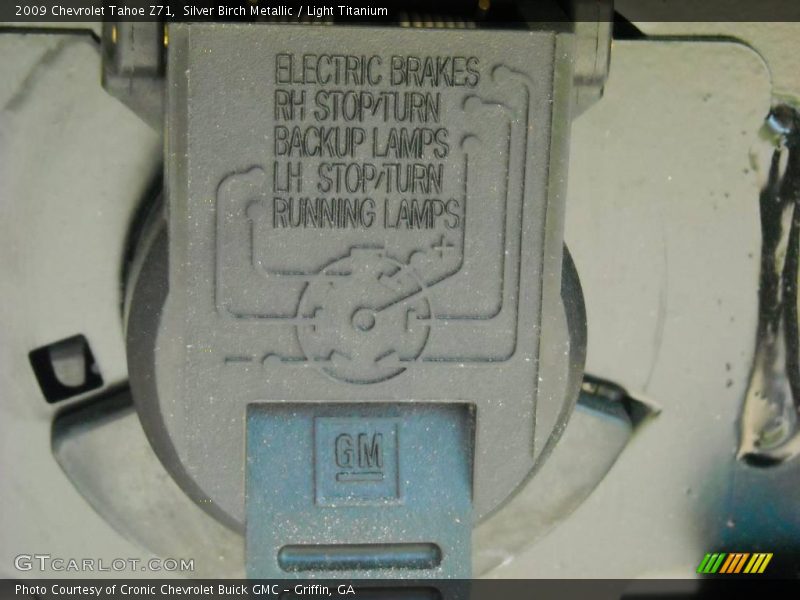 2009 Chevrolet Tahoe Z71, Silver Birch Metallic / Light Titanium
ELECTRIC BRAKES
RH STOP/TURN
BACKUP LAMPS
LH STOP/TURN
RUNNING LAMPS
+
-
GM
GTCARLOT.COM
Photo Courtesy of Cronic Chevrolet Buick GMC – Griffin, GA